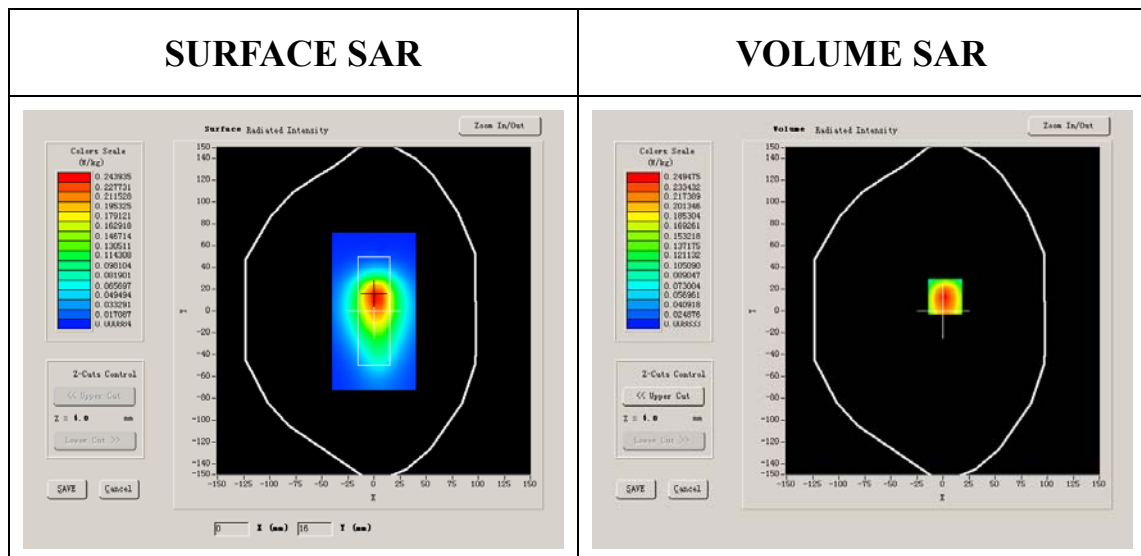 SURFACE SAR
VOLUME SAR
Surface Radiated Intensity
Zoom In/Out
Colors Scale
(W/kg)
0.243935
0.227731
0.211528
0.195325
0.179121
0.162918
0.146714
0.130511
0.114308
0.098104
0.081901
0.065697
0.049494
0.033291
0.017087
0.000884
150
140
120
100
80
60
40
20
0
-20
-40
-60
-80
-100
-120
-140
-150
Y
-150 -125 -100 -75 -50 -25 0 25 50 75 100 125 150
X
Z-Cuts Control
<< Upper Cut
Z = 4.0 mm
Lower Cut >>
SAVE Cancel
0 X (mm) 16 Y (mm)
Volume Radiated Intensity
Zoom In/Out
Colors Scale
(W/kg)
0.249475
0.233432
0.217389
0.201346
0.185304
0.169261
0.153218
0.137175
0.121132
0.105090
0.089047
0.073004
0.056961
0.040918
0.024876
0.008833
150
140
120
100
80
60
40
20
0
-20
-40
-60
-80
-100
-120
-140
-150
Y
-150 -125 -100 -75 -50 -25 0 25 50 75 100 125 150
X
Z-Cuts Control
<< Upper Cut
Z = 4.0 mm
Lower Cut >>
SAVE Cancel